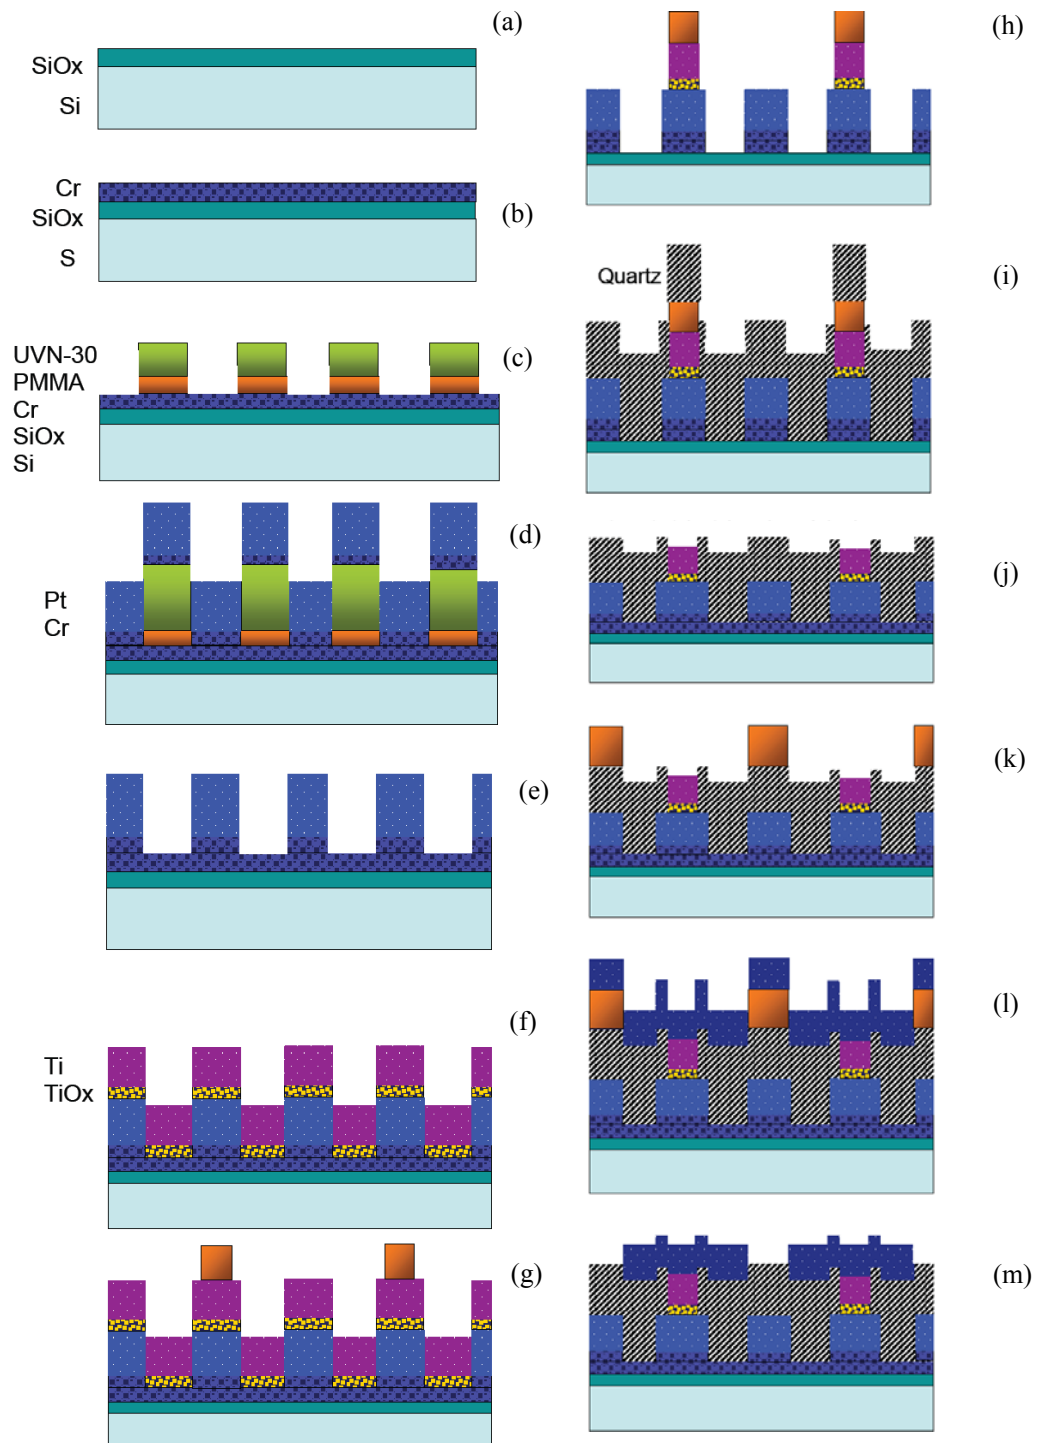 (a)
SiOx
Si
Cr
SiOx
(b)
S
UVN-30
(c)
PMMA
Cr
SiOx
Si
(d)
Pt
Cr
(e)
(f)
Ti
TiOx
(g)
(h)
Quartz
(i)
(j)
(k)
(l)
(m)